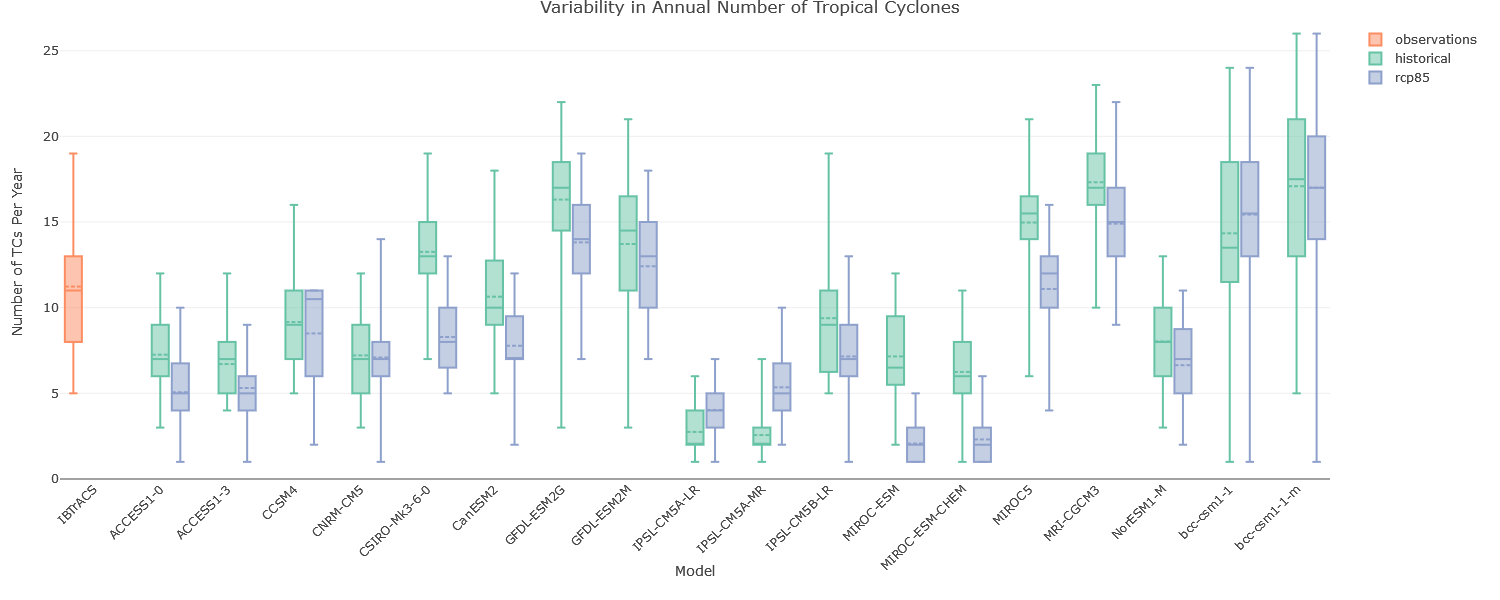 Variability in Annual Number of Tropical Cyclones
observations
historical
rcp85
Number of TCs Per Year
25
20
15
10
5
0
IBTrACS
ACCESS1-0
ACCESS1-3
CCSM4
CNRM-CM5
CSIRO-Mk3-6-0
CanESM2
GFDL-ESM2G
GFDL-ESM2M
IPSL-CM5A-LR
IPSL-CM5A-MR
IPSL-CM5B-LR
MIROC-ESM
MIROC-ESM-CHEM
MIROC5
MRI-CGCM3
NorESM1-M
bcc-csm1-1
bcc-csm1-1-m
Model